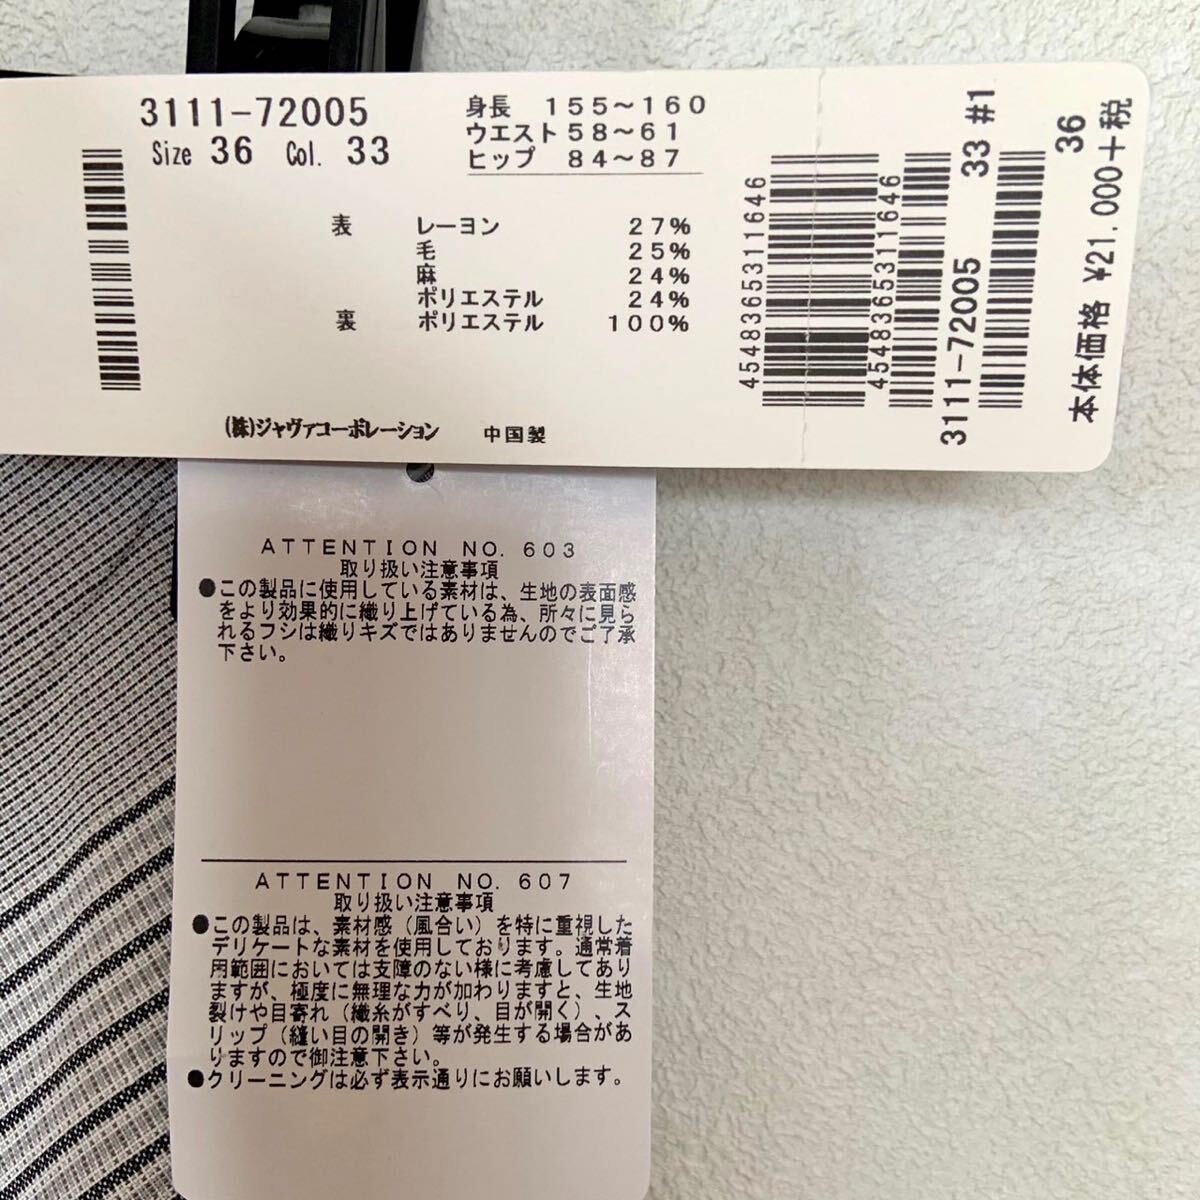 3111-72005
Size 36 Col. 33
身長 155～160
ウエスト58～61
ヒップ 84～87
表 レーヨン 27%
毛 25%
麻 24%
ポリエステル 24%
裏 ポリエステル 100%
(株)ジャヴァコーポレーション 中国製
4548365311646
4548365311646
3111-72005 33 #1
36
本体価格 ¥21.000+税
ATTENTION NO. 603
取り扱い注意事項
●この製品に使用している素材は、生地の表面感
をより効果的に織り上げている為、所々に見ら
れるフシは織りキズではありませんのでご了承
下さい。
ATTENTION NO. 607
取り扱い注意事項
●この製品は、素材感（風合い）を特に重視した
デリケートな素材を使用しております。通常着
用範囲においては支障のない様に考慮してあり
ますが、極度に無理な力が加わりますと、生地
裂けや目寄れ（織糸がすべり、目が開く）、ス
リップ（縫い目の開き）等が発生する場合があ
りますので御注意下さい。
●クリーニングは必ず表示通りにお願いします。